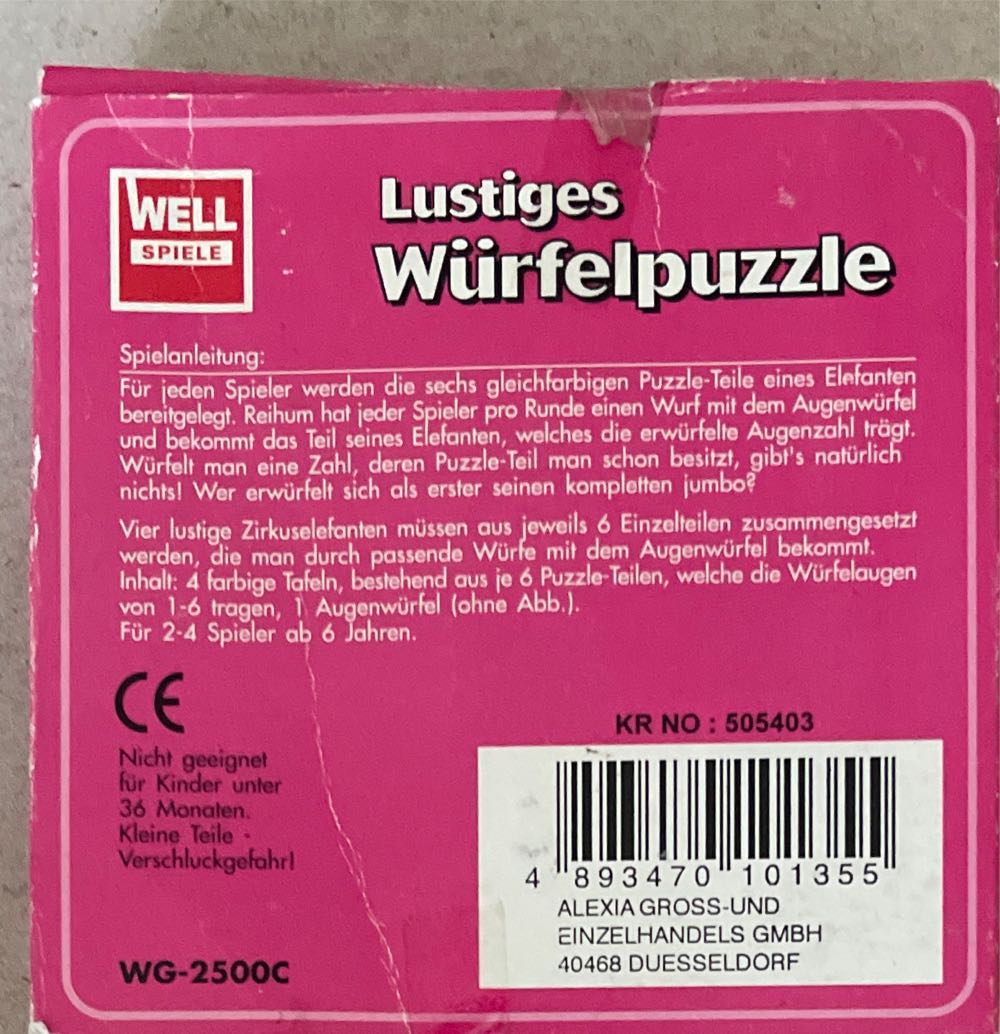 WELL
SPIELE
Lustiges
Würfelpuzzle
Spielanleitung:
Für jeden Spieler werden die sechs gleichfarbigen Puzzle-Teile eines Elefanten
bereitgelegt. Reihum hat jeder Spieler pro Runde einen Wurf mit dem Augenwürfel
und bekommt das Teil seines Elefanten, welches die erwürfelte Augenzahl trägt.
Würfelt man eine Zahl, deren Puzzle-Teil man schon besitzt, gibt's natürlich
nichts! Wer erwürfelt sich als erster seinen kompletten jumbo?
Vier lustige Zirkuselefanten müssen aus jeweils 6 Einzelteilen zusammengesetzt
werden, die man durch passende Würfe mit dem Augenwürfel bekommt.
Inhalt: 4 farbige Tafeln, bestehend aus je 6 Puzzle-Teilen, welche die Würfelaugen
von 1-6 tragen, 1 Augenwürfel (ohne Abb.).
Für 2-4 Spieler ab 6 Jahren.
CE
Nicht geeignet
für Kinder unter
36 Monaten.
Kleine Teile -
Verschluckgefahr!
WG-2500C
KR NO : 505403
4 893470 101355
ALEXIA GROSS-UND
EINZELHANDELS GMBH
40468 DUESSELDORF